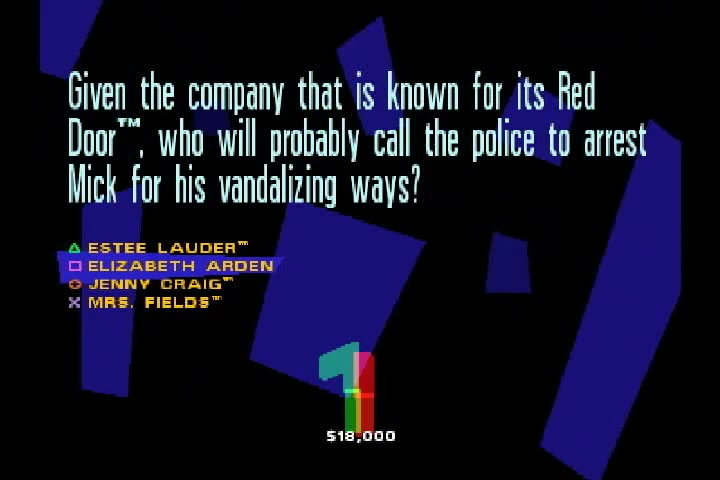 Given the company that is known for its Red
Door™, who will probably call the police to arrest
Mick for his vandalizing ways?
△ ESTEE LAUDER™
□ ELIZABETH ARDEN
○ JENNY CRAIG™
X MRS. FIELDS™
1
$18,000